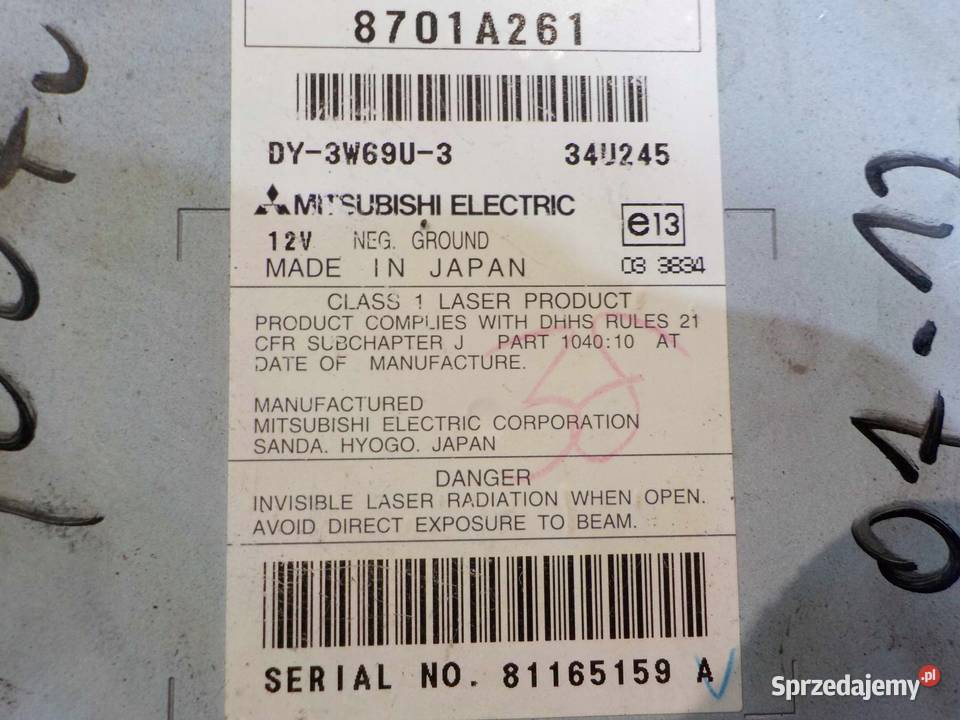 8701A261
DY-3W69U-3 34U245
MITSUBISHI ELECTRIC
e13
12V NEG. GROUND
MADE IN JAPAN 03 3834
CLASS 1 LASER PRODUCT
PRODUCT COMPLIES WITH DHHS RULES 21
CFR SUBCHAPTER J PART 1040:10 AT
DATE OF MANUFACTURE.
MANUFACTURED
MITSUBISHI ELECTRIC CORPORATION
SANDA. HYOGO. JAPAN
DANGER
INVISIBLE LASER RADIATION WHEN OPEN.
AVOID DIRECT EXPOSURE TO BEAM.
SERIAL NO. 81165159 A
07-12
Sprzedajemy.pl